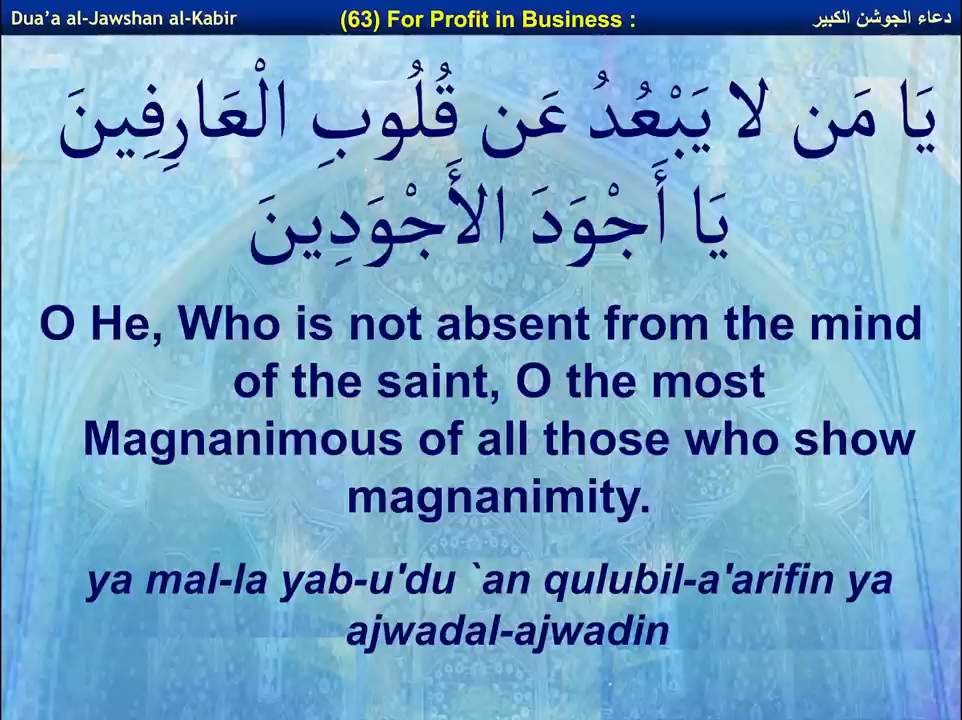 Dua’a al-Jawshan al-Kabir (63) For Profit in Business : دعاء الجوشن الكبير
يَا مَن لا يَبْعُدُ عَن قُلُوبِ الْعَارِفِينَ
يَا أَجْوَدَ الأَجْوَدِينَ
O He, Who is not absent from the mind
of the saint, O the most
Magnanimous of all those who show
magnanimity.
ya mal-la yab-u'du `an qulubil-a'arifin ya
ajwadal-ajwadin